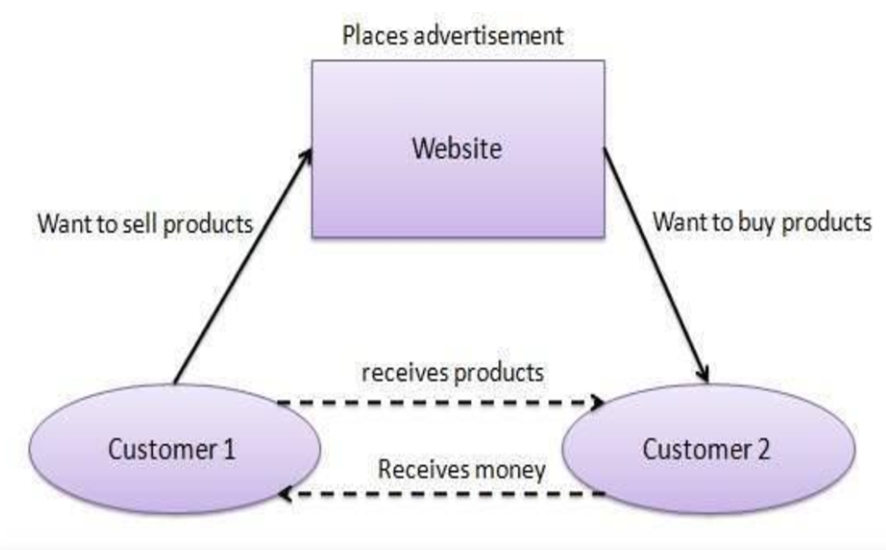 Places advertisement
Website
Want to sell products
Want to buy products
receives products
Customer 1
Customer 2
Receives money